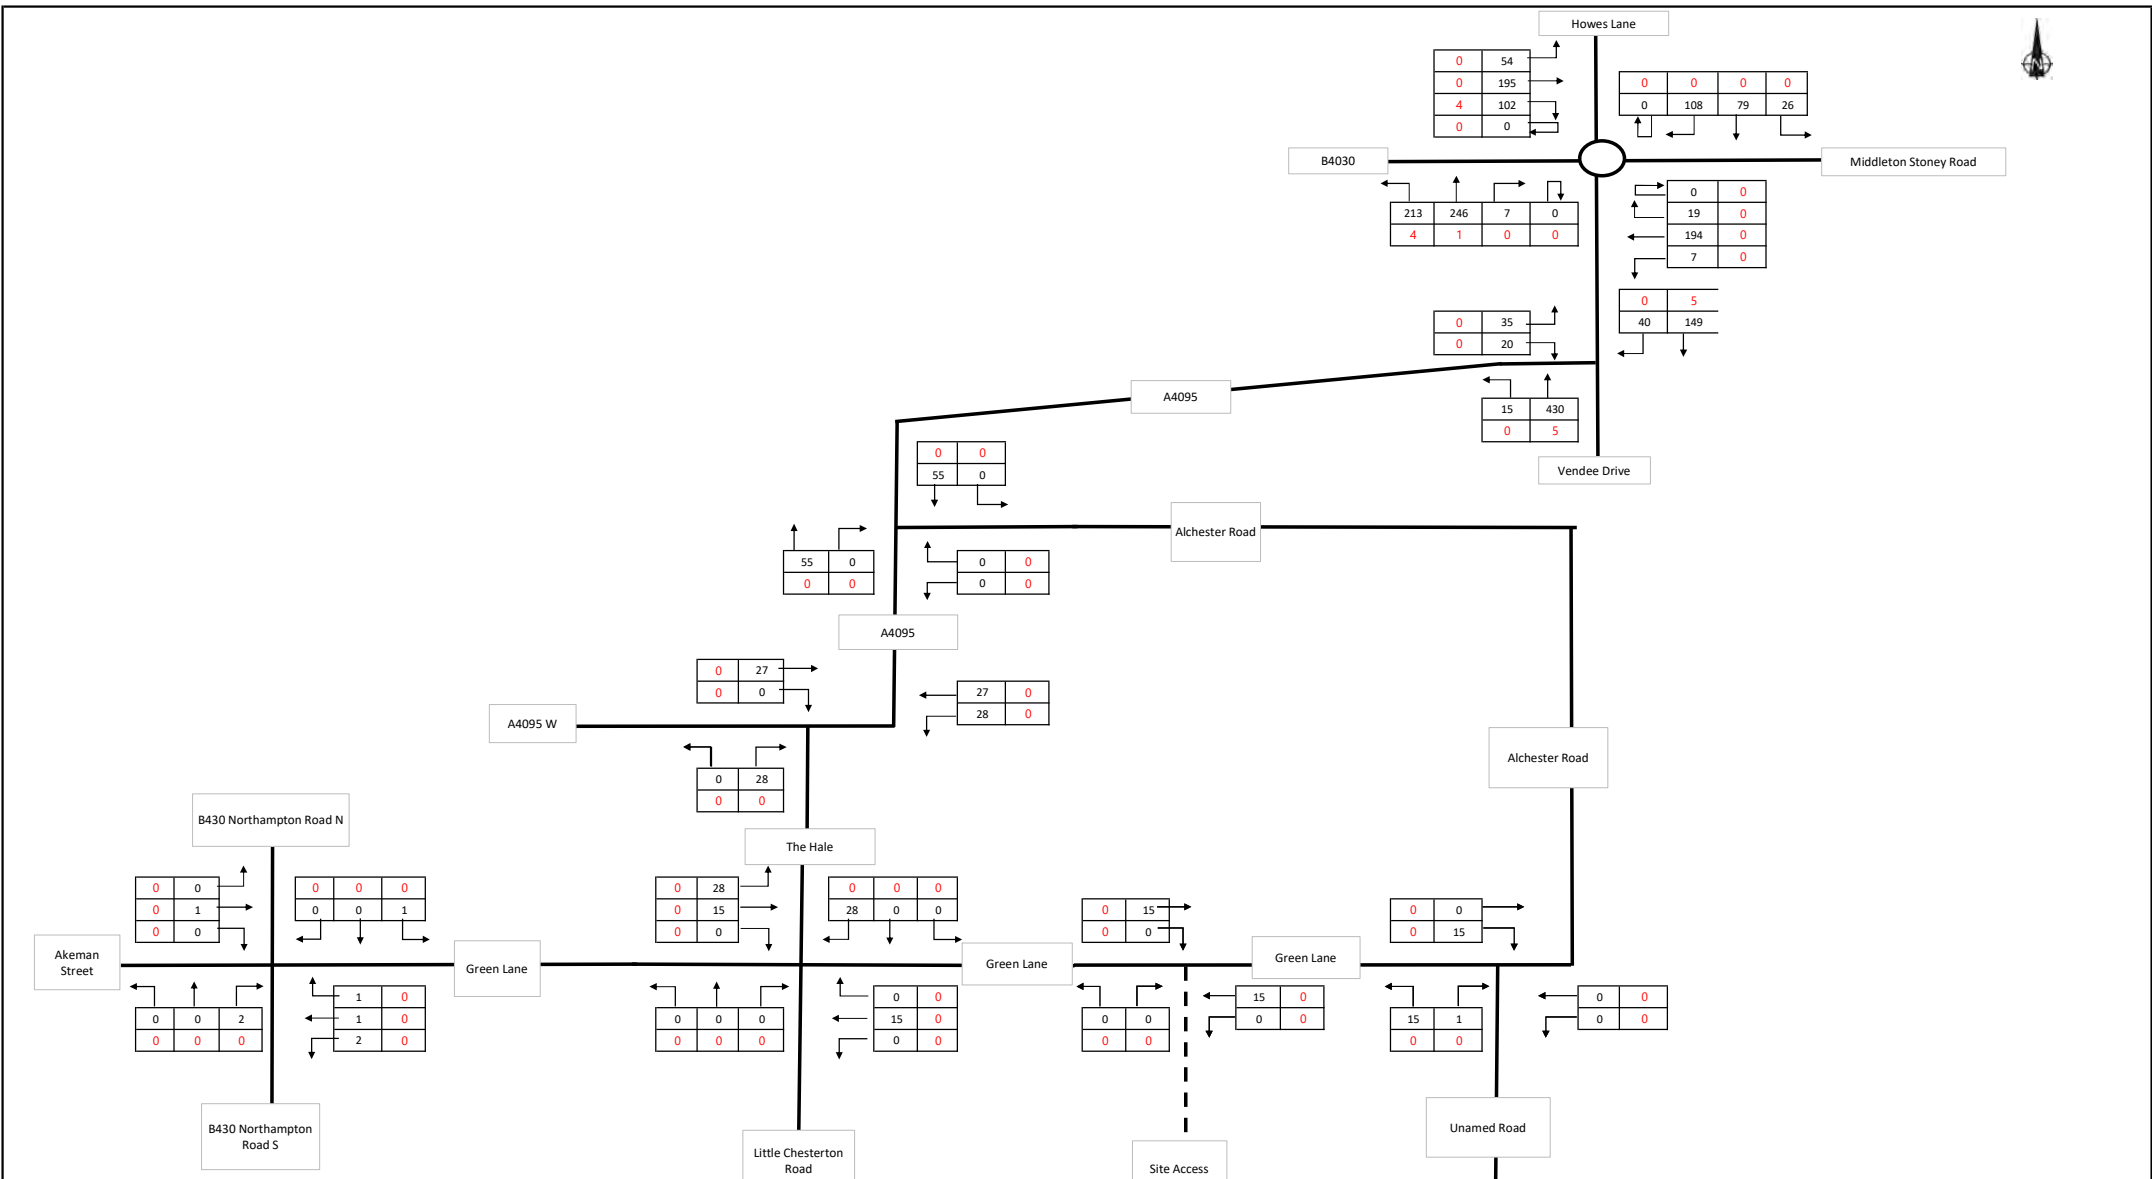 Howes Lane
0 54
0 195
4 102
0 0
0 0 0 0
0 108 79 26
B4030
Middleton Stoney Road
213 246 7 0
4 1 0 0
0 0
19 0
194 0
7 0
0 5
40 149
0 35
0 20
A4095
15 430
0 5
Vendee Drive
0 0
55 0
Alchester Road
55 0
0 0
0 0
0 0
A4095
0 27
0 0
27 0
28 0
A4095 W
0 28
0 0
Alchester Road
B430 Northampton Road N
The Hale
0 0
0 1
0 0
0 0 0
0 0 1
0 28
0 15
0 0
0 0 0
28 0 0
0 15
0 0
0 0
0 15
Akeman
Street
Green Lane
Green Lane
Green Lane
0 0 2
0 0 0
1 0
1 0
2 0
0 0 0
0 0 0
0 0
15 0
0 0
0 0
0 0
15 0
0 0
15 1
0 0
0 0
0 0
B430 Northampton
Road S
Little Chesterton
Road
Site Access
Unamed Road